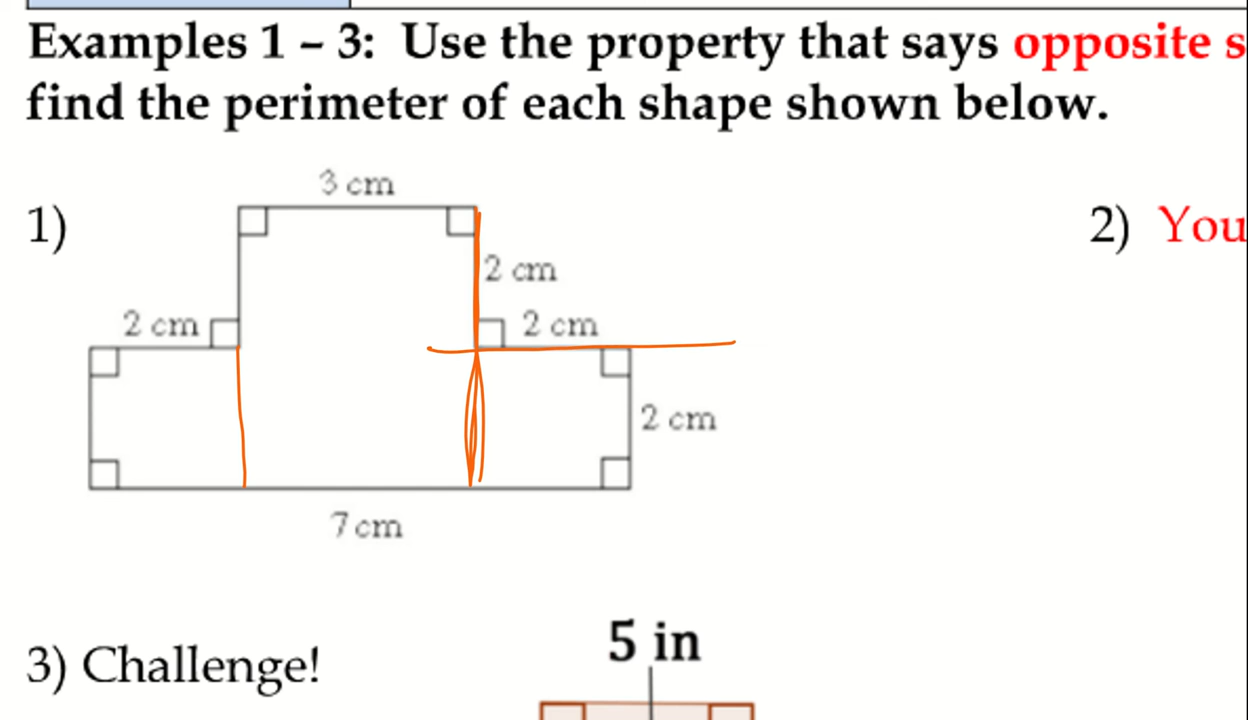 Examples 1 – 3: Use the property that says opposite s
find the perimeter of each shape shown below.
1)
3 cm
2 cm
2 cm
2 cm
2 cm
7 cm
2) You
3) Challenge!
5 in